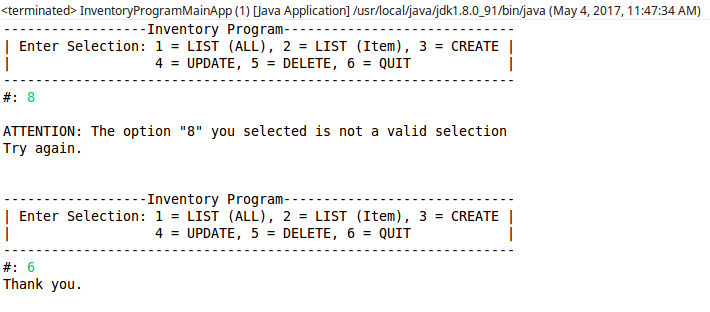 <terminated> InventoryProgramMainApp (1) [Java Application] /usr/local/java/jdk1.8.0_91/bin/java (May 4, 2017, 11:47:34 AM)
-----------------Inventory Program----------------------------
| Enter Selection: 1 = LIST (ALL), 2 = LIST (Item), 3 = CREATE |
|                  4 = UPDATE, 5 = DELETE, 6 = QUIT            |
--------------------------------------------------------------
#: 8
ATTENTION: The option "8" you selected is not a valid selection
Try again.
-----------------Inventory Program----------------------------
| Enter Selection: 1 = LIST (ALL), 2 = LIST (Item), 3 = CREATE |
|                  4 = UPDATE, 5 = DELETE, 6 = QUIT            |
--------------------------------------------------------------
#: 6
Thank you.